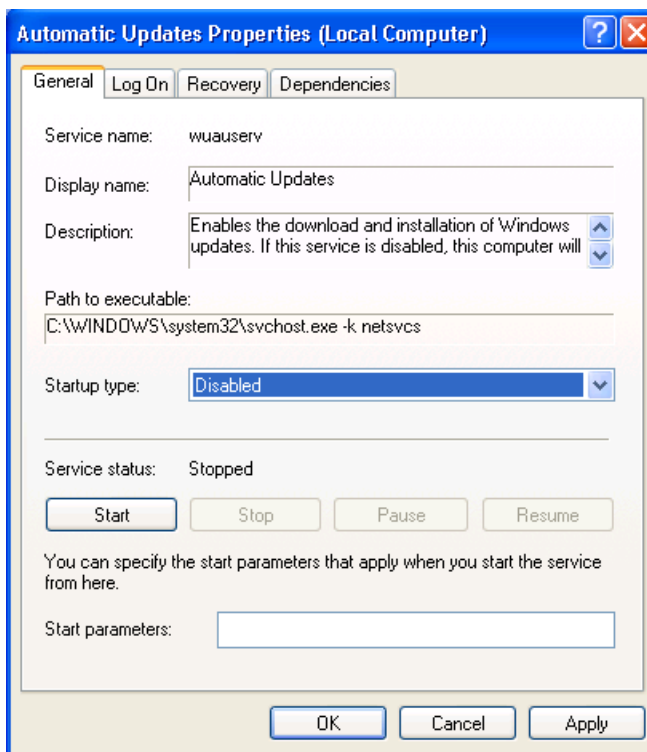 Automatic Updates Properties (Local Computer)
General Log On Recovery Dependencies
Service name: wuauserv
Display name: Automatic Updates
Description: Enables the download and installation of Windows
updates. If this service is disabled, this computer will
Path to executable:
C:\WINDOWS\system32\svchost.exe -k netsvcs
Startup type: Disabled
Service status: Stopped
Start Stop Pause Resume
You can specify the start parameters that apply when you start the service
from here.
Start parameters:
OK Cancel Apply